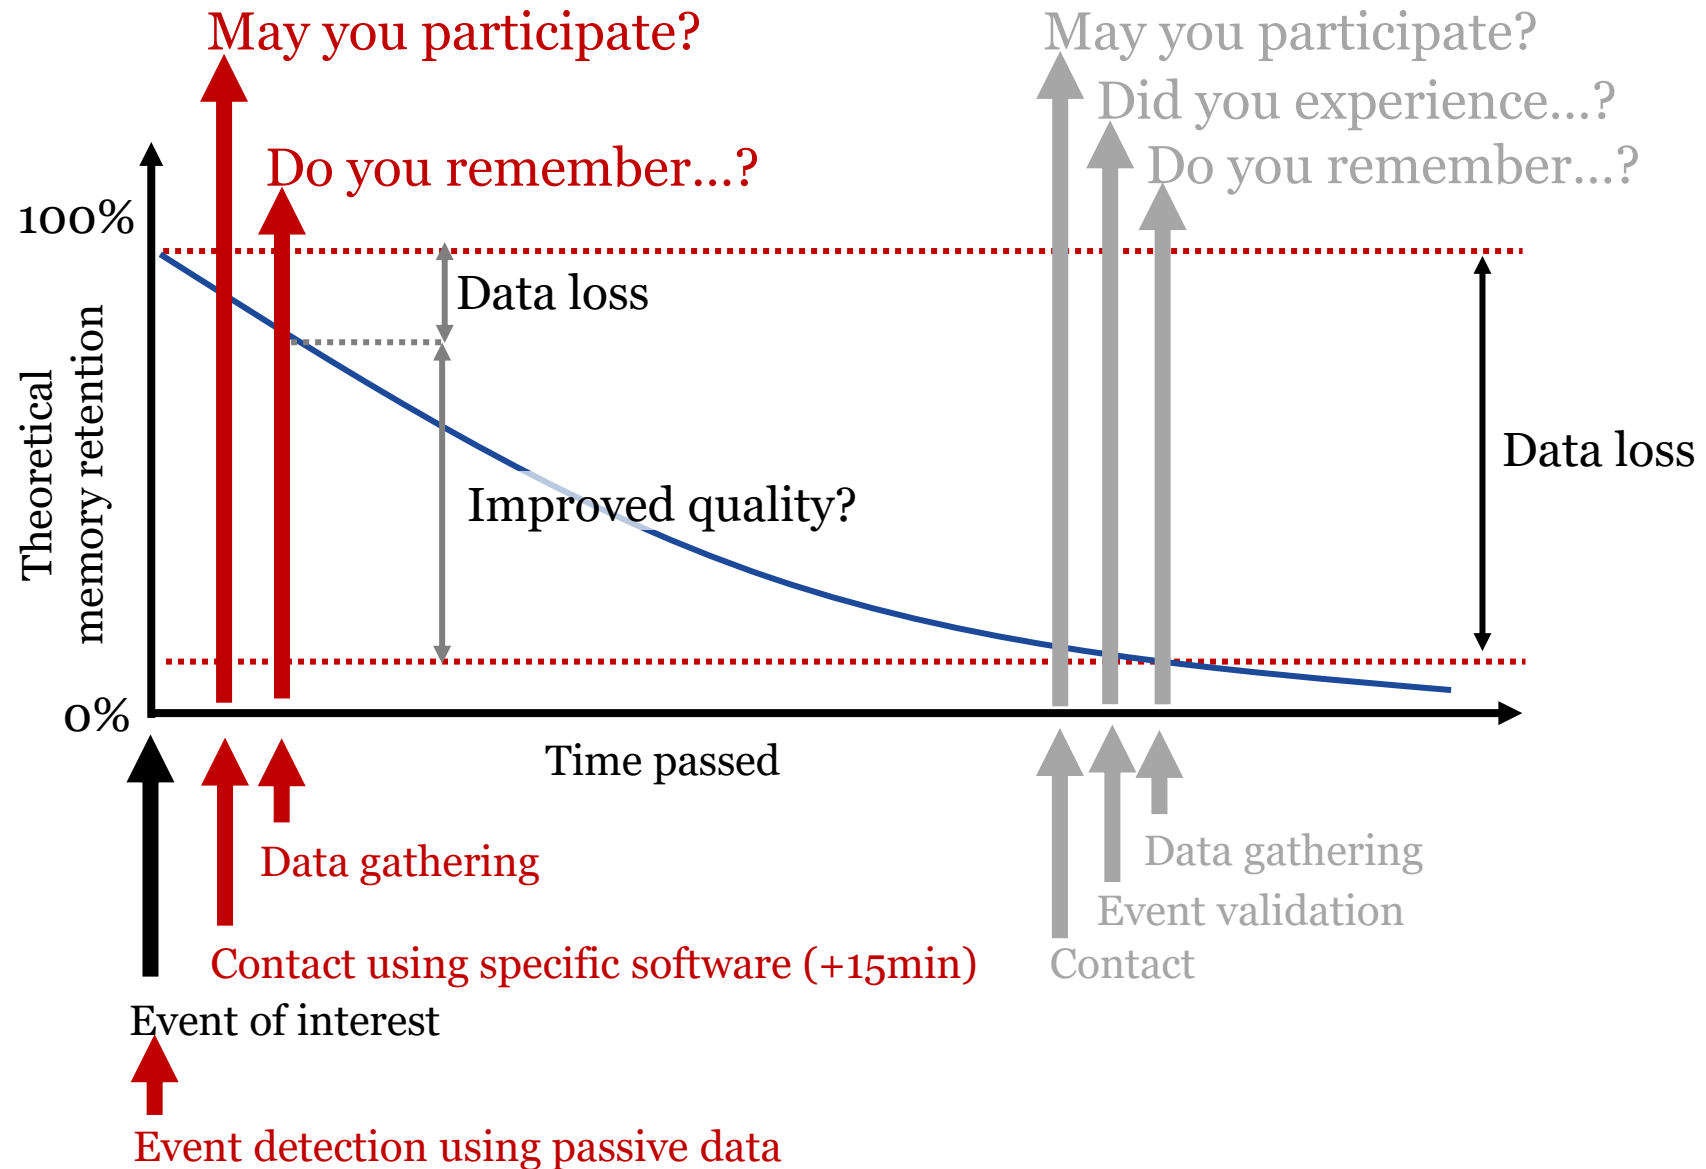 May you participate?
May you participate?
Did you experience...?
Do you remember...?
Do you remember...?
100%
Data loss
Theoretical
memory retention
Data loss
Improved quality?
0%
Time passed
Data gathering
Data gathering
Event validation
Contact using specific software (+15min)
Contact
Event of interest
Event detection using passive data